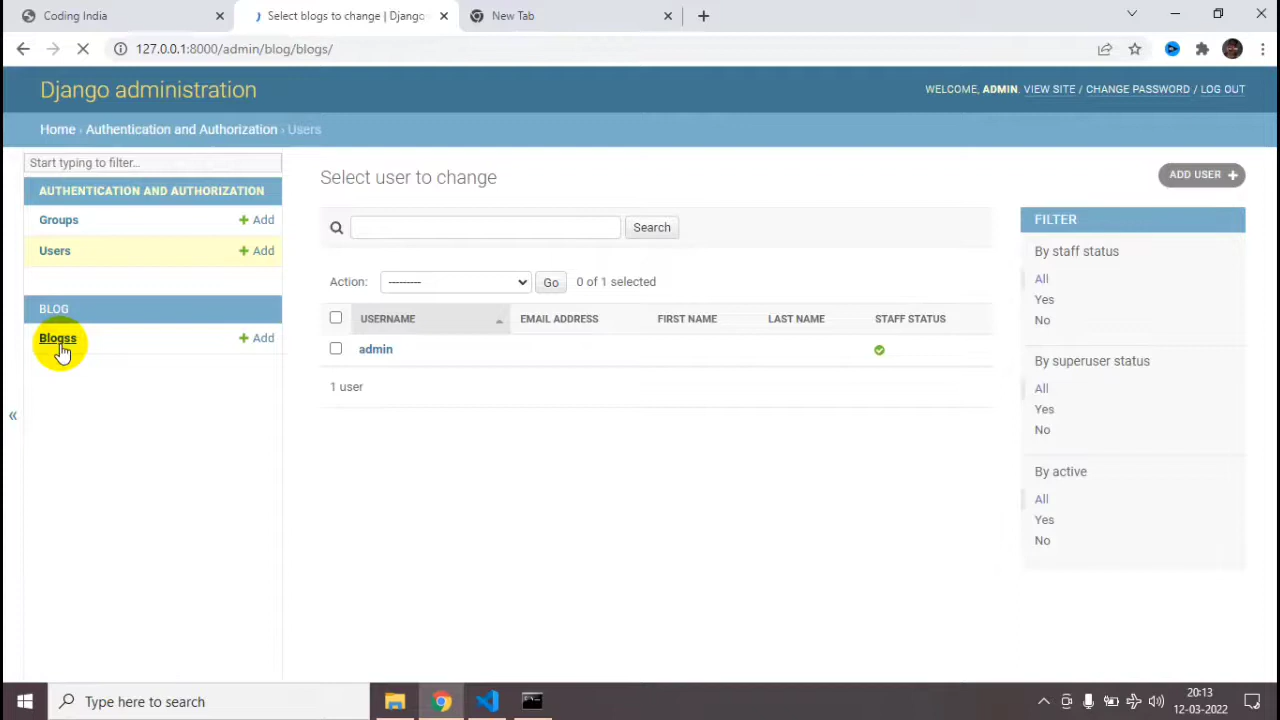 Coding India
Select blogs to change | Django
New Tab
127.0.0.1:8000/admin/blog/blogs/
Django administration
WELCOME, ADMIN. VIEW SITE / CHANGE PASSWORD / LOG OUT
Home › Authentication and Authorization › Users
Start typing to filter...
AUTHENTICATION AND AUTHORIZATION
Groups + Add
Users + Add
BLOG
Blogss + Add
«
Select user to change
ADD USER +
Search
Action: --------- Go 0 of 1 selected
USERNAME EMAIL ADDRESS FIRST NAME LAST NAME STAFF STATUS
admin
1 user
FILTER
By staff status
All
Yes
No
By superuser status
All
Yes
No
By active
All
Yes
No
Type here to search
20:13
12-03-2022